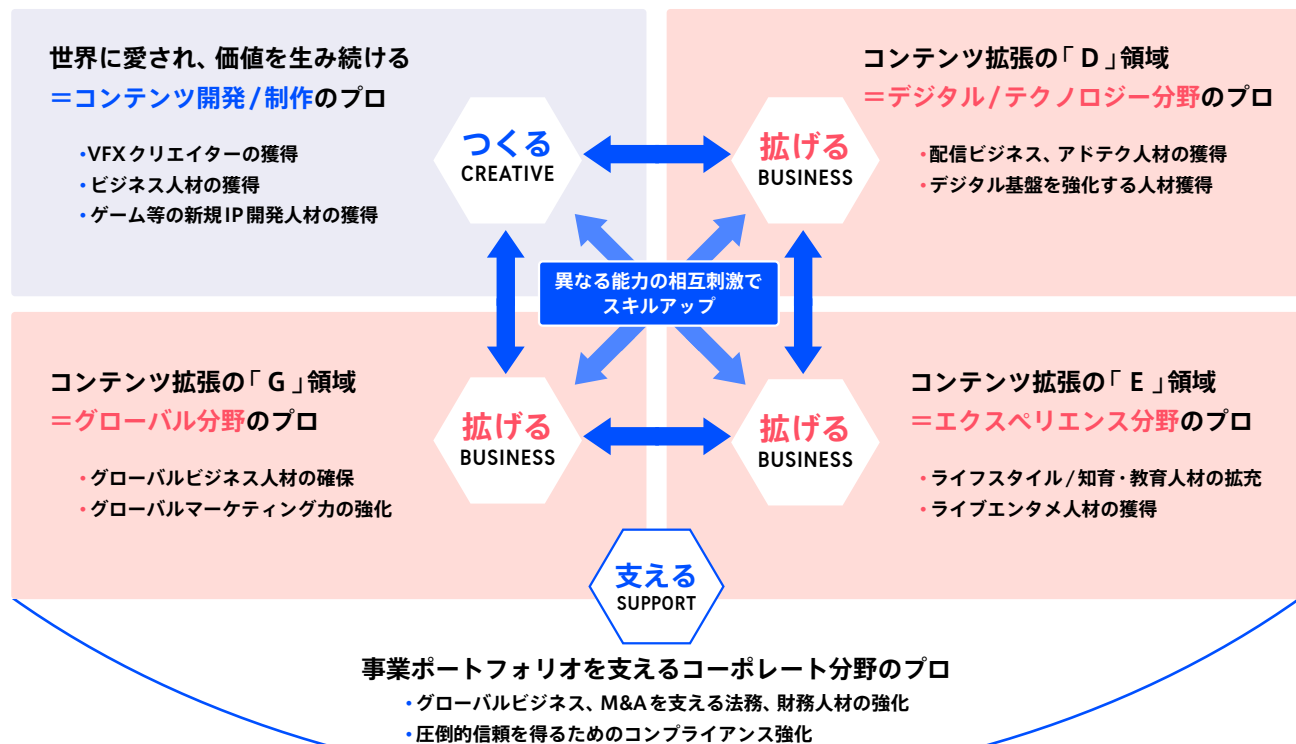 世界に愛され、価値を生み続ける
＝コンテンツ開発/制作のプロ
・VFXクリエイターの獲得
・ビジネス人材の獲得
・ゲーム等の新規IP開発人材の獲得
つくる
CREATIVE
コンテンツ拡張の「D」領域
＝デジタル/テクノロジー分野のプロ
・配信ビジネス、アドテク人材の獲得
・デジタル基盤を強化する人材獲得
拡げる
BUSINESS
異なる能力の相互刺激で
スキルアップ
コンテンツ拡張の「G」領域
＝グローバル分野のプロ
・グローバルビジネス人材の確保
・グローバルマーケティング力の強化
拡げる
BUSINESS
拡げる
BUSINESS
コンテンツ拡張の「E」領域
＝エクスペリエンス分野のプロ
・ライフスタイル/知育・教育人材の拡充
・ライブエンタメ人材の獲得
支える
SUPPORT
事業ポートフォリオを支えるコーポレート分野のプロ
・グローバルビジネス、M&Aを支える法務、財務人材の強化
・圧倒的信頼を得るためのコンプライアンス強化